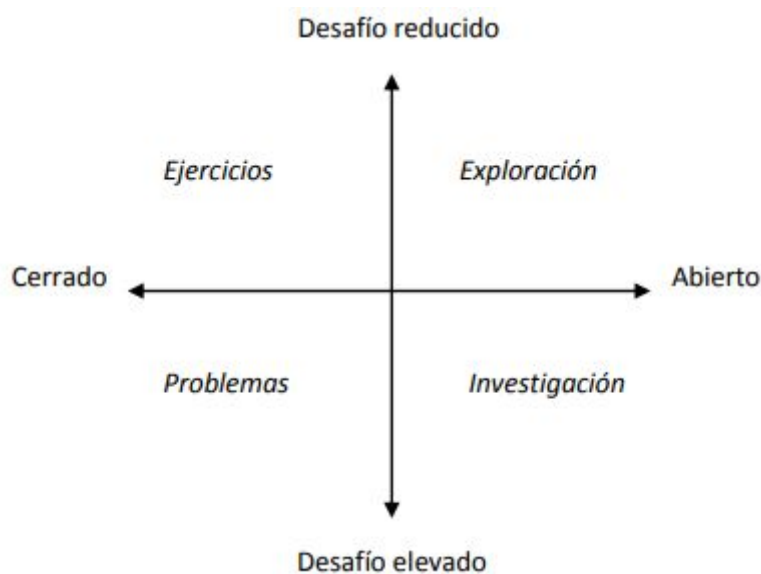 Desafío reducido
Ejercicios
Exploración
Cerrado
Abierto
Problemas
Investigación
Desafío elevado